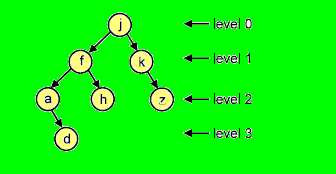 j level 0
f k level 1
a h z level 2
d level 3